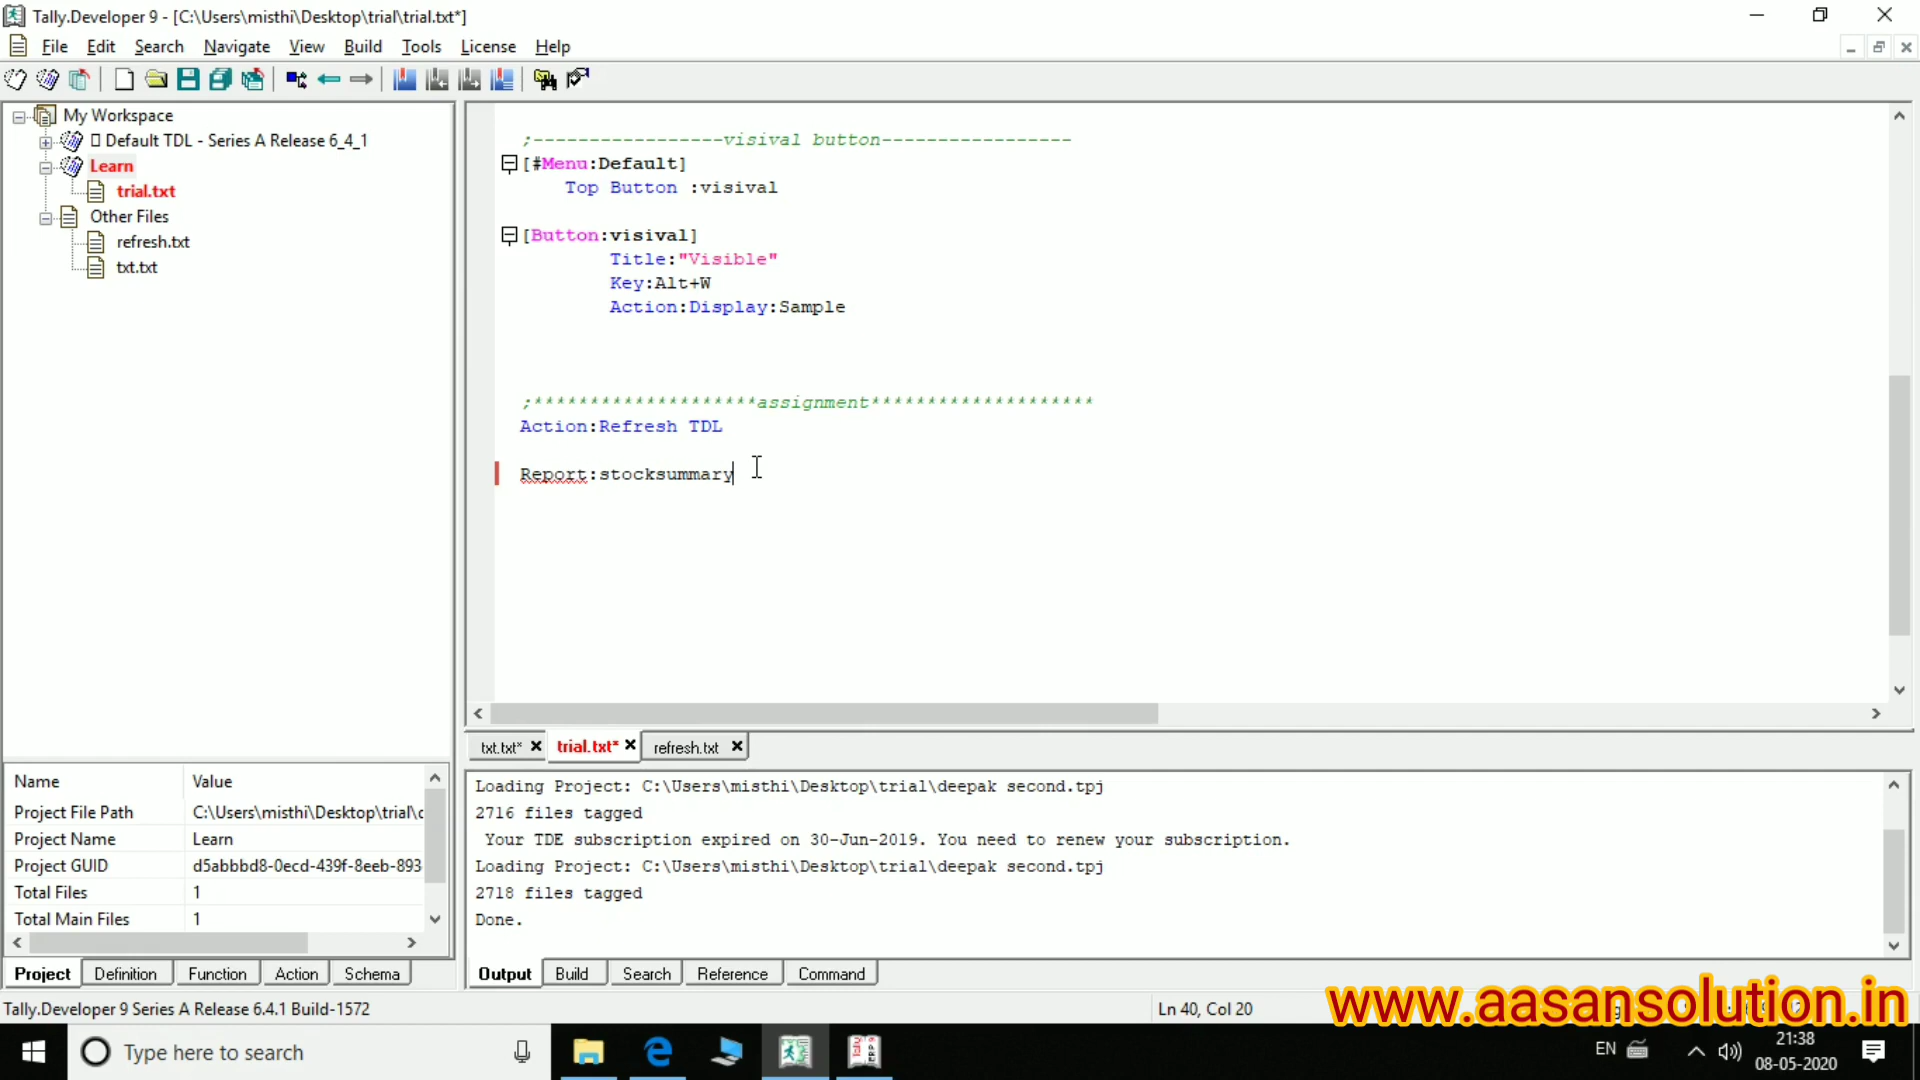 Tally.Developer 9 - [C:\Users\misthi\Desktop\trial\trial.txt*]
File Edit Search Navigate View Build Tools License Help
My Workspace
Default TDL - Series A Release 6_4_1
Learn
trial.txt
Other Files
refresh.txt
txt.txt
;-----------------visival button-----------------
[#Menu:Default]
Top Button :visival
[Button:visival]
Title:"Visible"
Key:Alt+W
Action:Display:Sample
;********************assignment********************
Action:Refresh TDL
Report:stocksummary
txt.txt* trial.txt* refresh.txt
Name Value
Project File Path C:\Users\misthi\Desktop\trial\
Project Name Learn
Project GUID d5abbbd8-0ecd-439f-8eeb-893
Total Files 1
Total Main Files 1
Project Definition Function Action Schema
Loading Project: C:\Users\misthi\Desktop\trial\deepak second.tpj
2716 files tagged
Your TDE subscription expired on 30-Jun-2019. You need to renew your subscription.
Loading Project: C:\Users\misthi\Desktop\trial\deepak second.tpj
2718 files tagged
Done.
Output Build Search Reference Command
Tally.Developer 9 Series A Release 6.4.1 Build-1572
Ln 40, Col 20
www.aasansolution.in
Type here to search
EN
21:38
08-05-2020